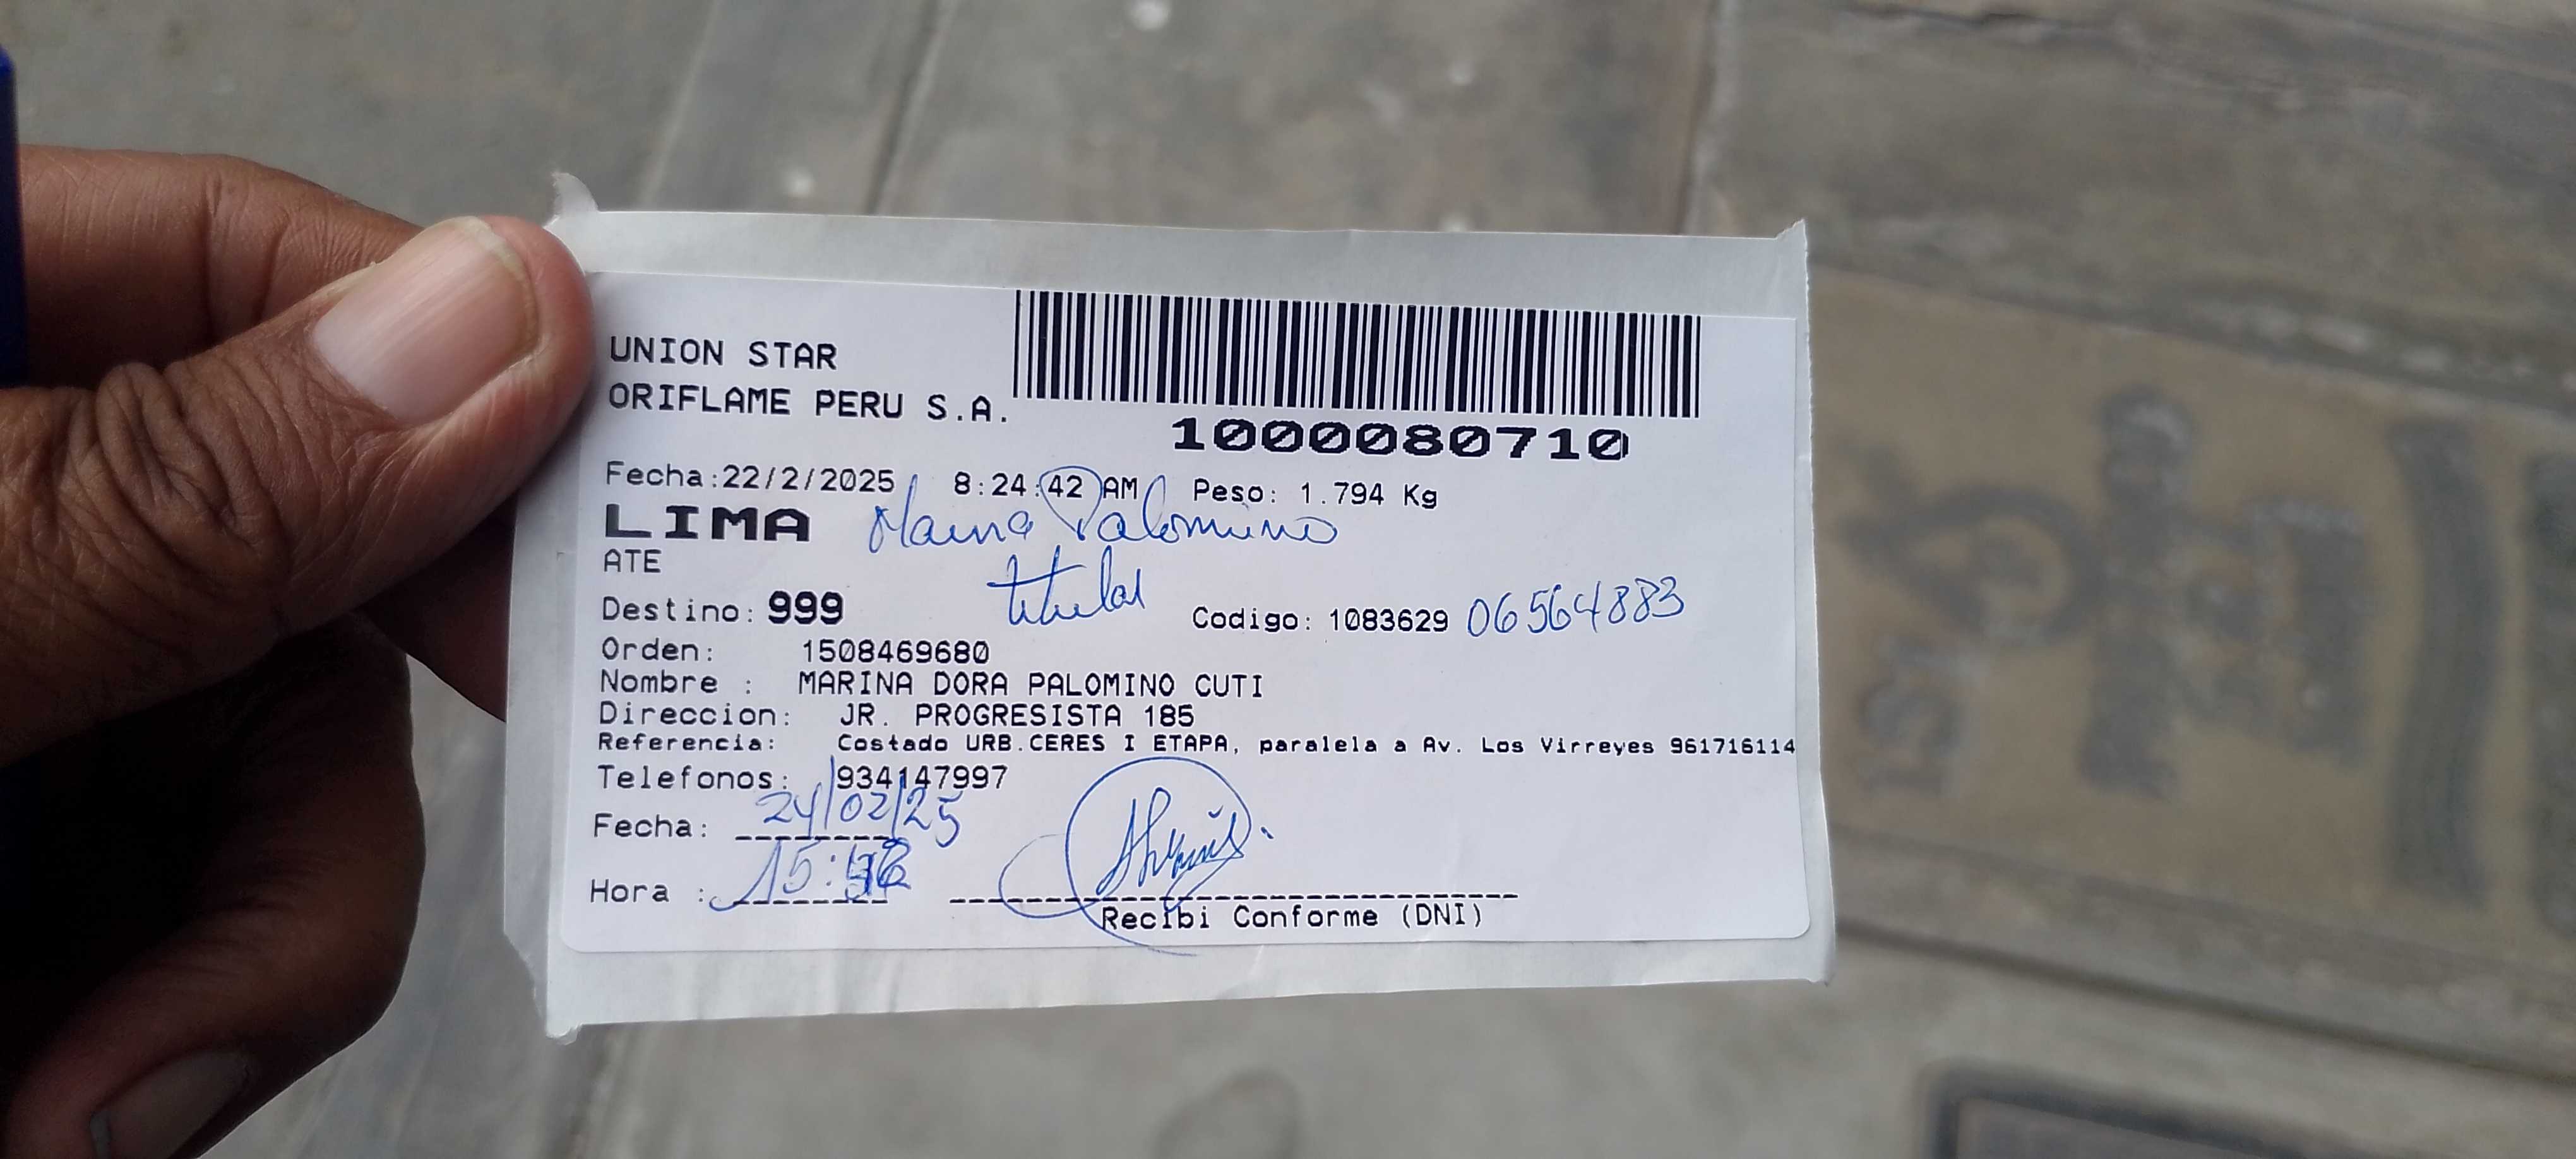 UNION STAR
ORIFLAME PERU S.A.
1000080710
Fecha:22/2/2025 8:24:42 AM Peso: 1.794 Kg
LIMA Marina Palomino
ATE
titular
Destino: 999 Codigo: 1083629 06564883
Orden: 1508469680
Nombre : MARINA DORA PALOMINO CUTI
Direccion: JR. PROGRESISTA 185
Referencia: Costado URB.CERES I ETAPA, paralela a Av. Los Virreyes 961716114
Telefonos: 934147997
Fecha: 24/02/25
Hora :
Recibi Conforme (DNI)